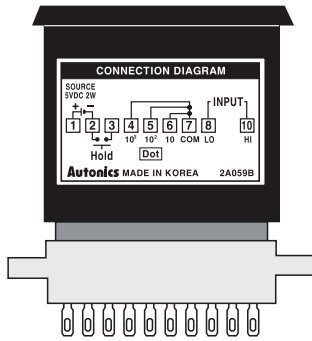 CONNECTION DIAGRAM
SOURCE
5VDC 2W
INPUT
+ −
1 2 3 4 5 6 7 8 10
10³ 10² 10 COM LO HI
Hold
Dot
Autonics MADE IN KOREA 2A059B